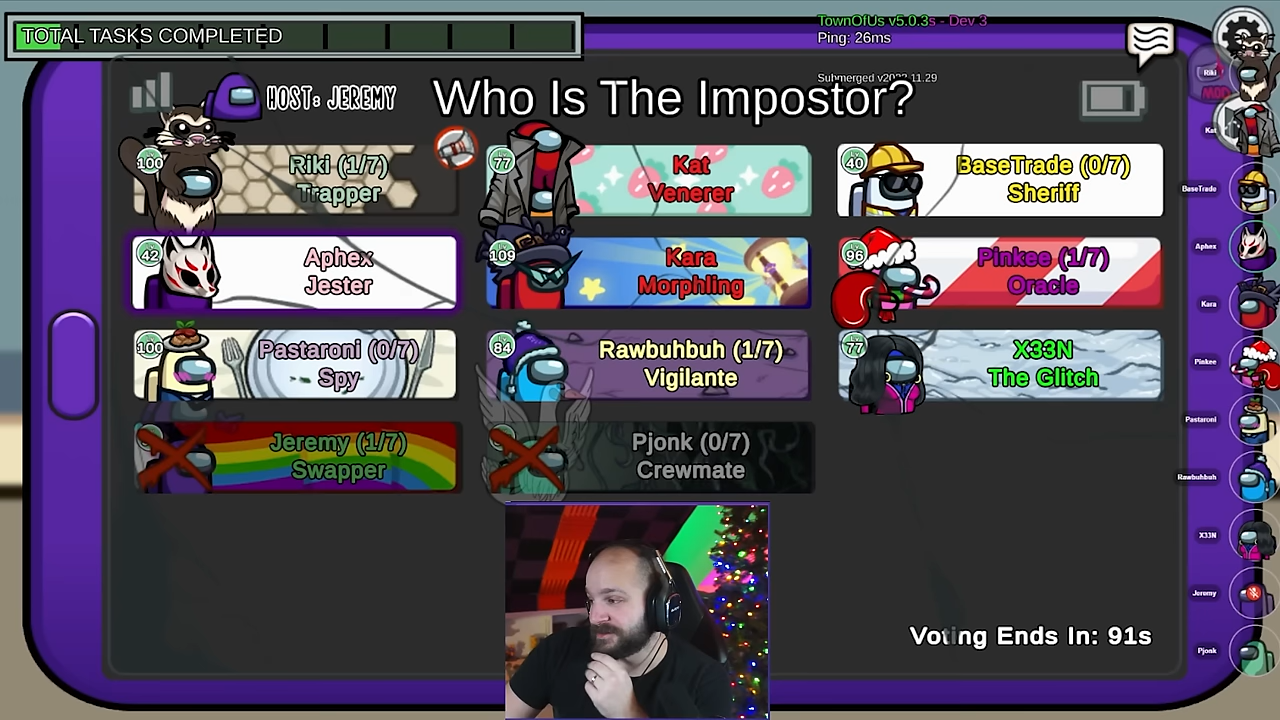 TOTAL TASKS COMPLETED
TownOfUs v5.0.3s - Dev 3
Ping: 26ms
HOST: JEREMY
Who Is The Impostor?
100
Riki (1/7)
Trapper
77
Kat
Venerer
40
BaseTrade (0/7)
Sheriff
42
Aphex
Jester
109
Kara
Morphling
96
Pinkee (1/7)
Oracle
100
Pastaroni (0/7)
Spy
84
Rawbuhbuh (1/7)
Vigilante
77
X33N
The Glitch
Jeremy (1/7)
Swapper
Pjonk (0/7)
Crewmate
Voting Ends In: 91s
Riki
MOD
Kat
BaseTrade
Aphex
Kara
Pinkee
Pastaroni
Rawbuhbuh
X33N
Jeremy
Pjonk